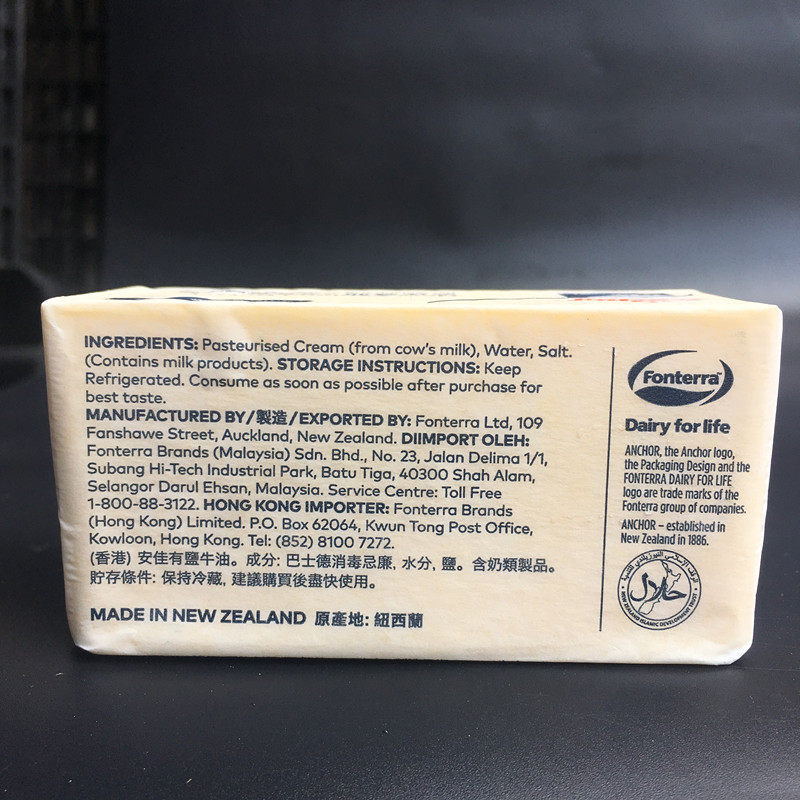 INGREDIENTS: Pasteurised Cream (from cow's milk), Water, Salt.
(Contains milk products). STORAGE INSTRUCTIONS: Keep
Refrigerated. Consume as soon as possible after purchase for
best taste.
MANUFACTURED BY/製造/EXPORTED BY: Fonterra Ltd, 109
Fanshawe Street, Auckland, New Zealand. DIIMPORT OLEH:
Fonterra Brands (Malaysia) Sdn. Bhd., No. 23, Jalan Delima 1/1,
Subang Hi-Tech Industrial Park, Batu Tiga, 40300 Shah Alam,
Selangor Darul Ehsan, Malaysia. Service Centre: Toll Free
1-800-88-3122. HONG KONG IMPORTER: Fonterra Brands
(Hong Kong) Limited. P.O. Box 62064, Kwun Tong Post Office,
Kowloon, Hong Kong. Tel: (852) 8100 7272.
(香港) 安佳有鹽牛油。成分: 巴士德消毒忌廉, 水分, 鹽。含奶類製品。
貯存條件: 保持冷藏, 建議購買後盡快使用。
MADE IN NEW ZEALAND 原產地: 紐西蘭
Fonterra™
Dairy for life
ANCHOR, the Anchor logo,
the Packaging Design and the
FONTERRA DAIRY FOR LIFE
logo are trade marks of the
Fonterra group of companies.
ANCHOR – established in
New Zealand in 1886.
حلال
NEW ZEALAND ISLAMIC DEVELOPMENT TRUST